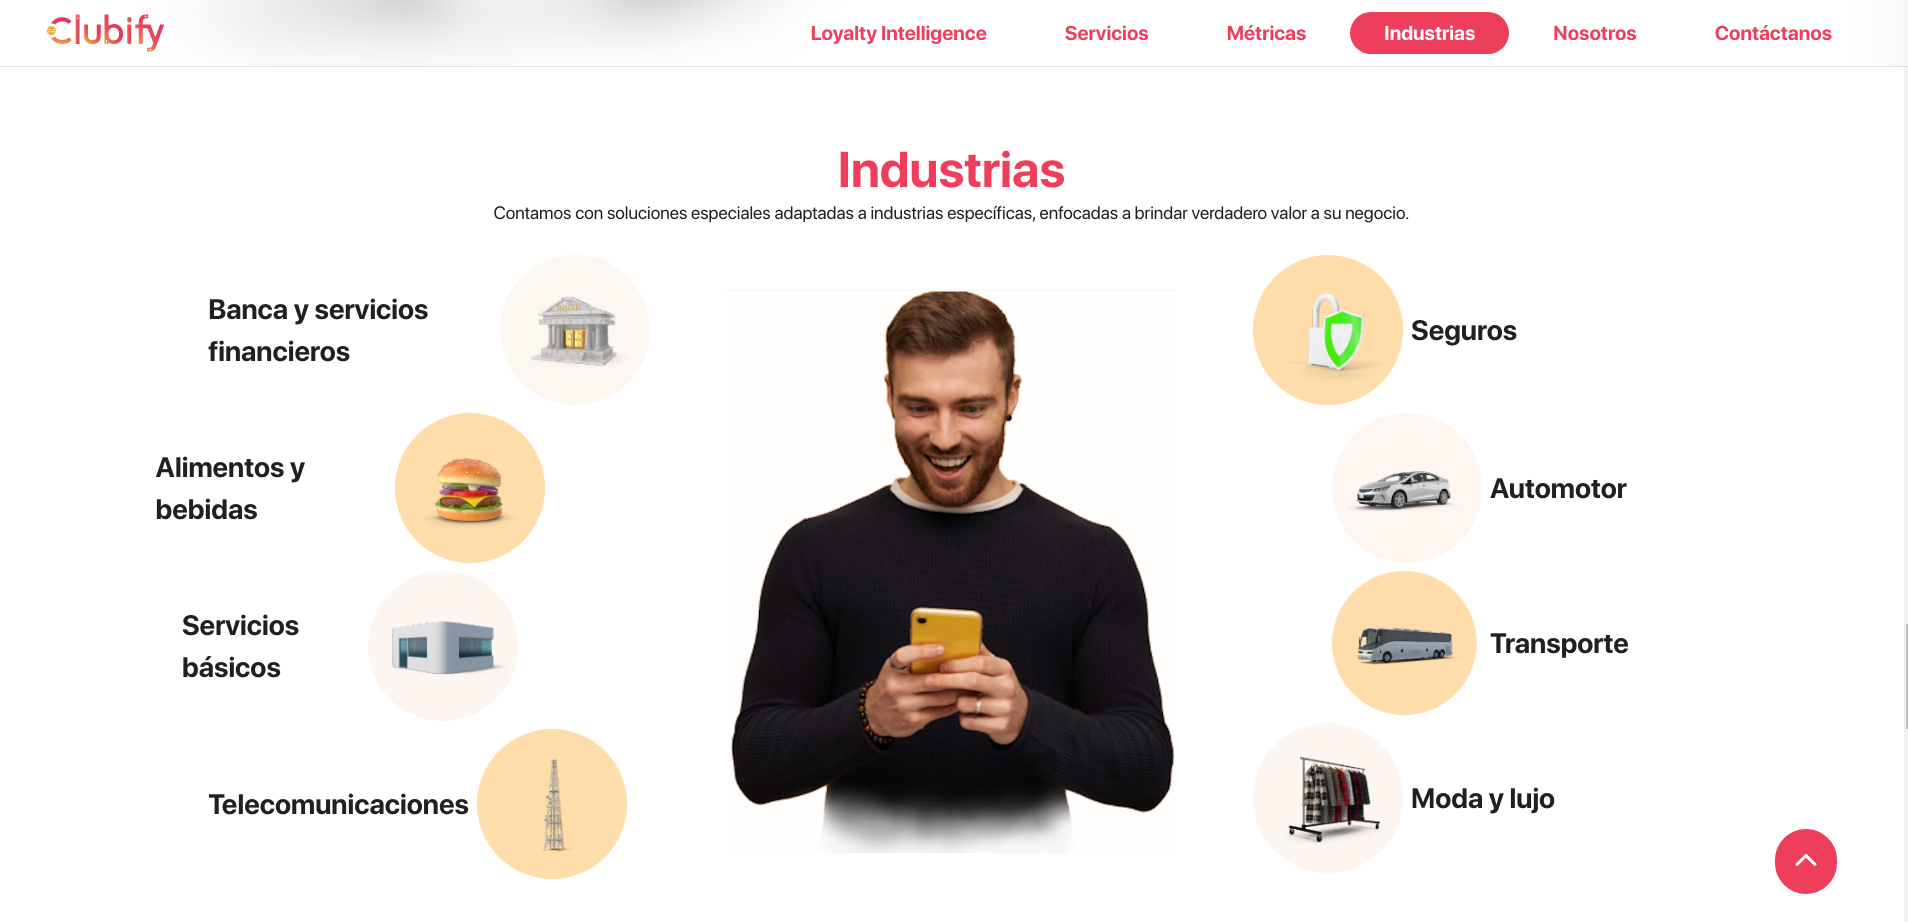 Clubify
Loyalty Intelligence
Servicios
Métricas
Industrias
Nosotros
Contáctanos
Industrias
Contamos con soluciones especiales adaptadas a industrias específicas, enfocadas a brindar verdadero valor a su negocio.
Banca y servicios
financieros
Alimentos y
bebidas
Servicios
básicos
Telecomunicaciones
Seguros
Automotor
Transporte
Moda y lujo